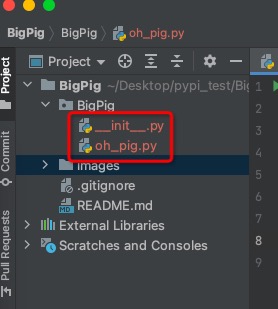 BigPig > BigPig > oh_pig.py
Project
BigPig ~/Desktop/pypi_test/Big
BigPig
__init__.py
oh_pig.py
images
.gitignore
README.md
External Libraries
Scratches and Consoles
Project
Commit
Pull Requests
1
2
3
4
5
6
7
8
9